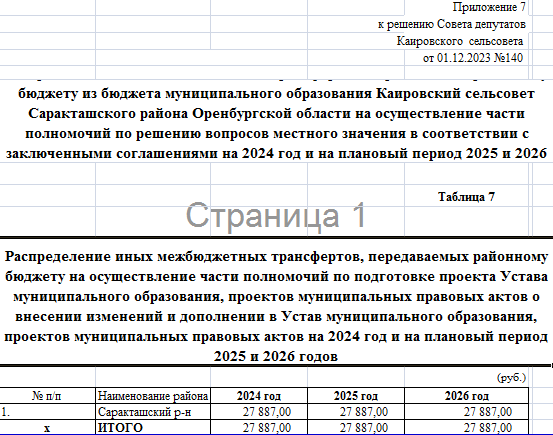 Приложение 7
к решению Совета депутатов
Каировского сельсовета
от 01.12.2023 №140
бюджету из бюджета муниципального образования Каировский сельсовет
Саракташского района Оренбургской области на осуществление части
полномочий по решению вопросов местного значения в соответствии с
заключенными соглашениями на 2024 год и на плановый период 2025 и 2026
Таблица 7
Страница 1
Распределение иных межбюджетных трансфертов, передаваемых районному
бюджету на осуществление части полномочий по подготовке проекта Устава
муниципального образования, проектов муниципальных правовых актов о
внесении изменений и дополнении в Устав муниципального образования,
проектов муниципальных правовых актов на 2024 год и на плановый период
2025 и 2026 годов
(руб.)
№ п/п Наименование района 2024 год 2025 год 2026 год
1. Саракташский р-н 27 887,00 27 887,00 27 887,00
х ИТОГО 27 887,00 27 887,00 27 887,00